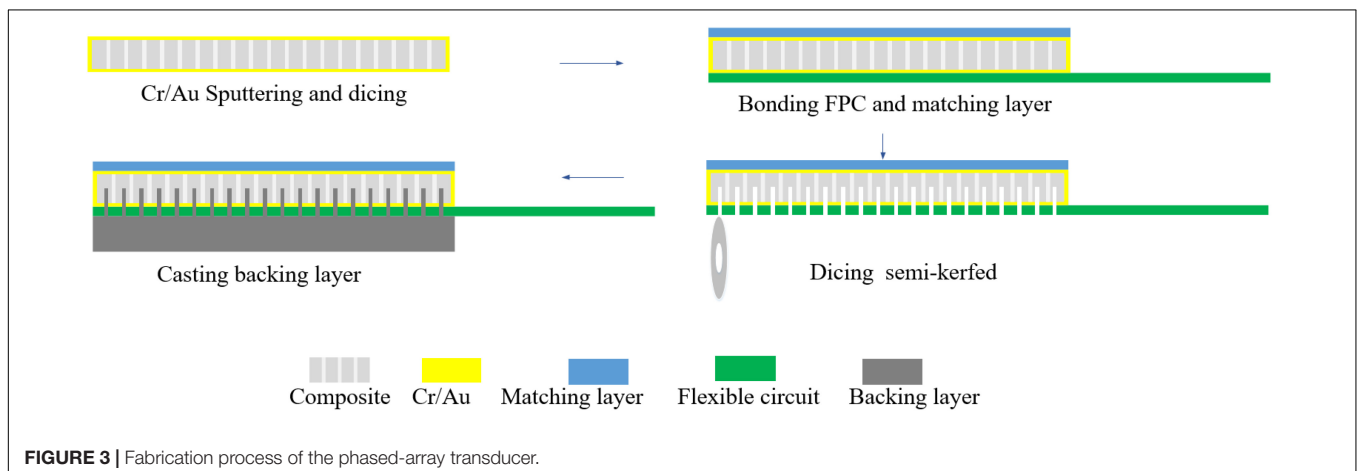 Cr/Au Sputtering and dicing
Bonding FPC and matching layer
Casting backing layer
Dicing semi-kerfed
Composite
Cr/Au
Matching layer
Flexible circuit
Backing layer
FIGURE 3 | Fabrication process of the phased-array transducer.